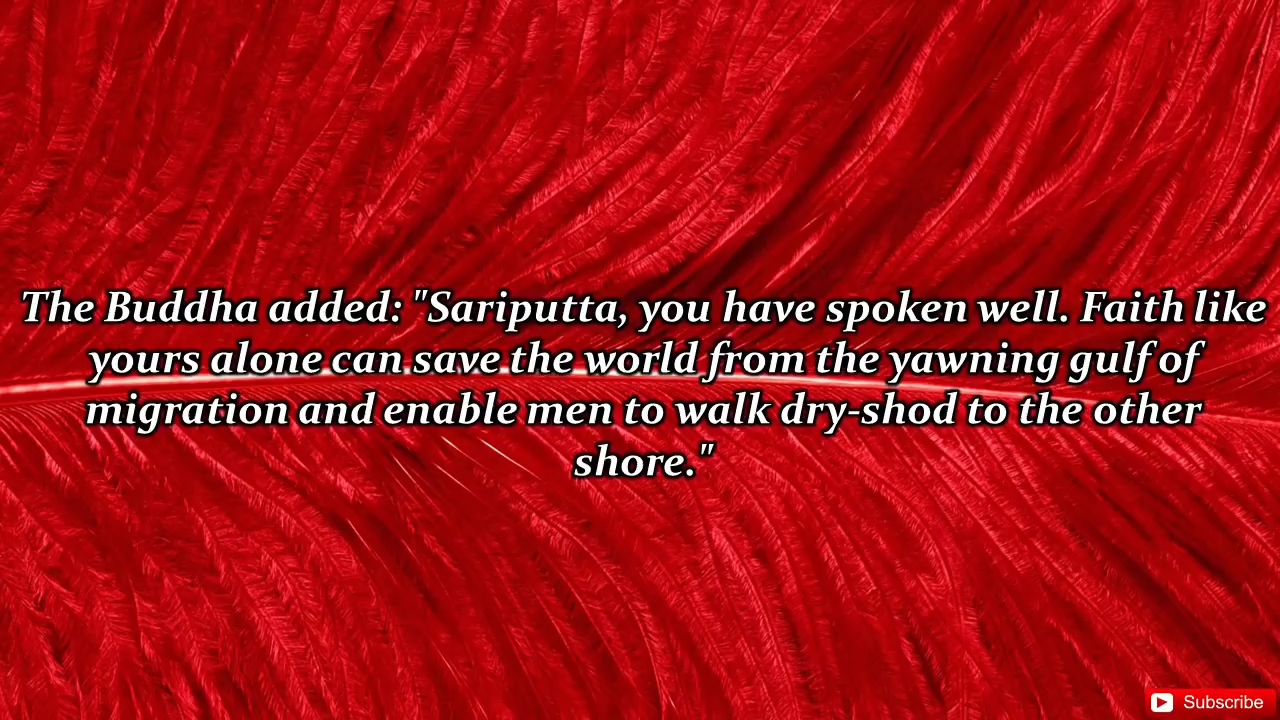 The Buddha added: "Sariputta, you have spoken well. Faith like
yours alone can save the world from the yawning gulf of
migration and enable men to walk dry-shod to the other
shore."
Subscribe